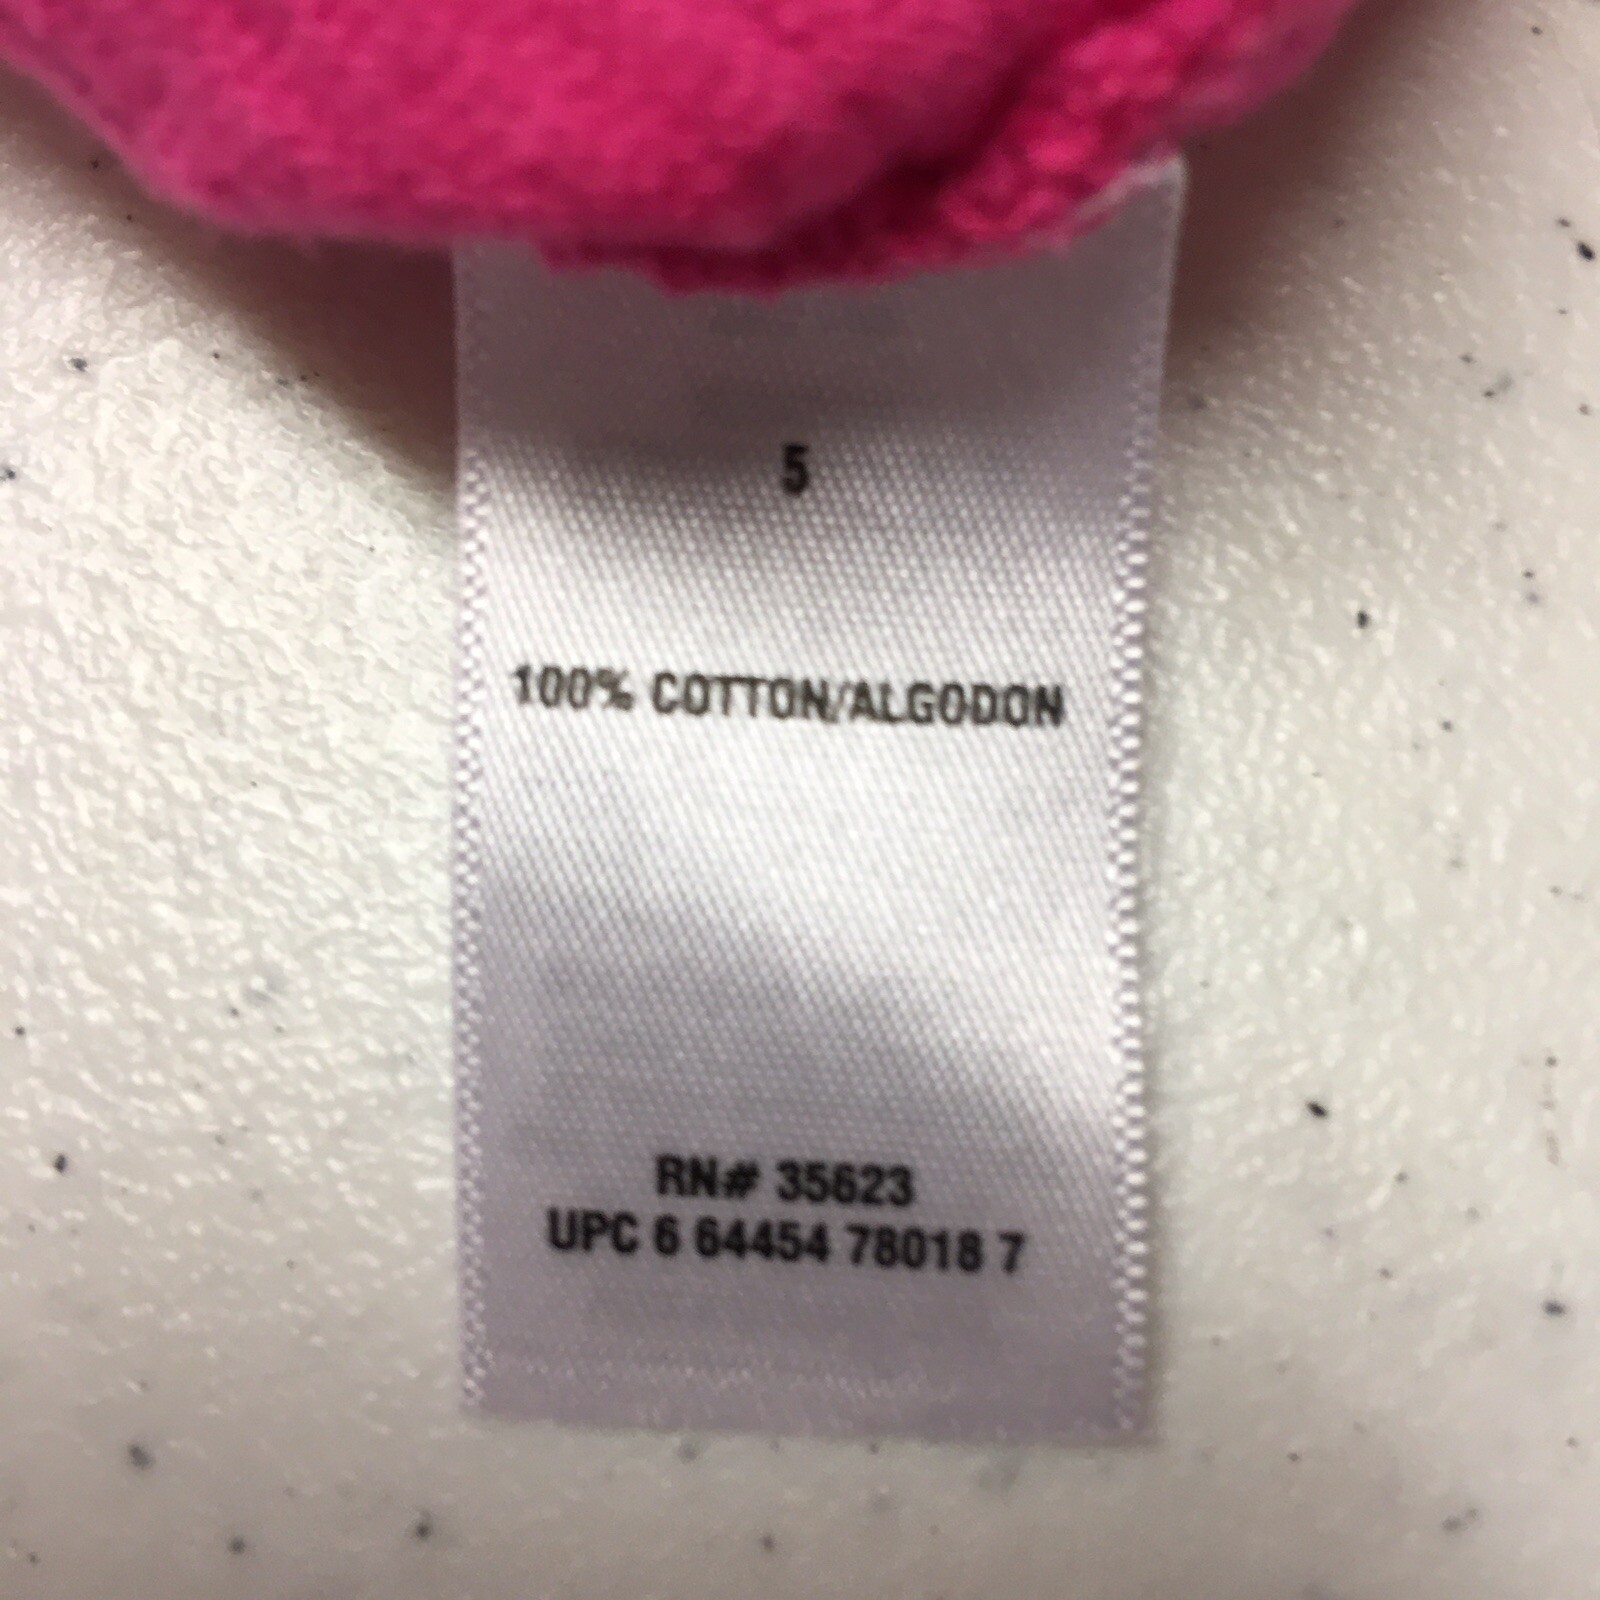 5
100% COTTON/ALGODON
RN# 35623
UPC 6 64454 78018 7